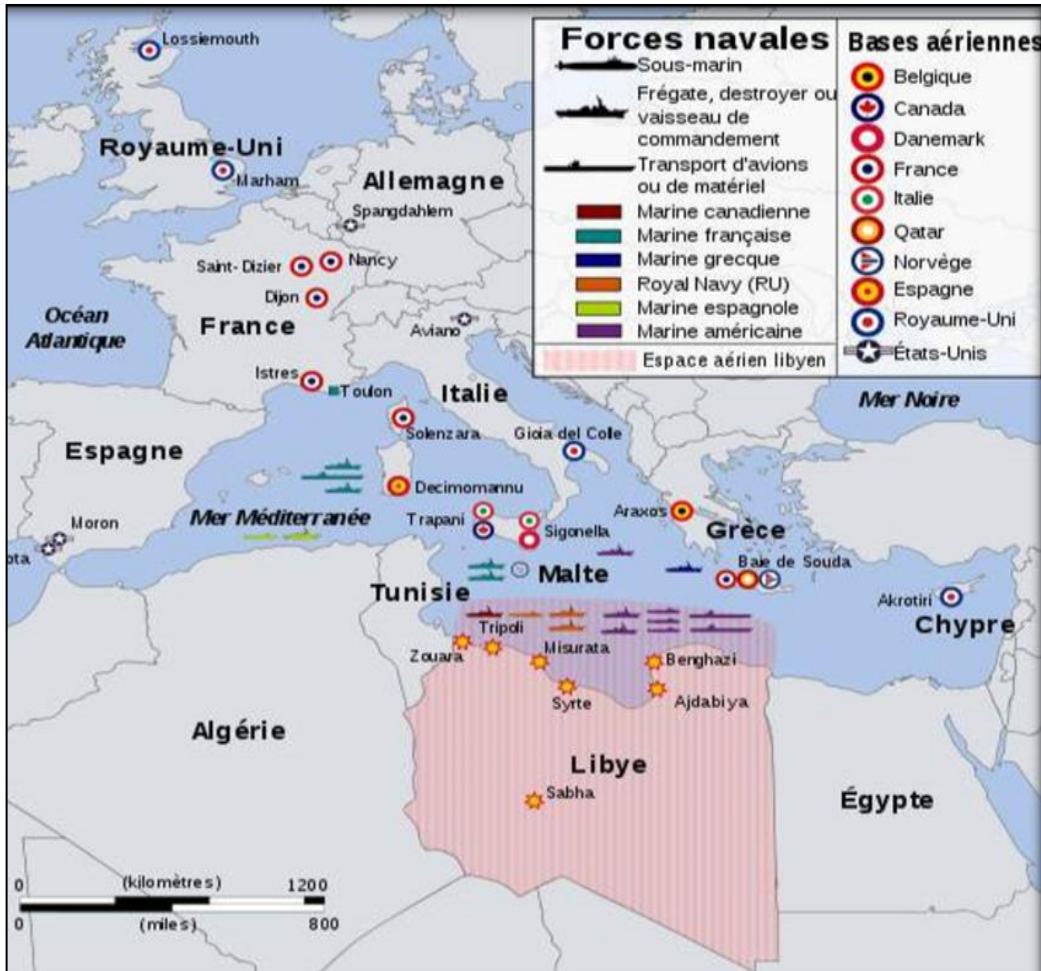 Forces navales
Sous-marin
Frégate, destroyer ou
vaisseau de
commandement
Transport d'avions
ou de matériel
Marine canadienne
Marine française
Marine grecque
Royal Navy (RU)
Marine espagnole
Marine américaine
Espace aérien libyen
Bases aériennes
Belgique
Canada
Danemark
France
Italie
Qatar
Norvège
Espagne
Royaume-Uni
États-Unis
Lossiemouth
Royaume-Uni
Marham
Allemagne
Spangdahlem
Saint-Dizier
Nancy
Dijon
France
Océan
Atlantique
Aviano
Istres
Toulon
Italie
Mer Noire
Solenzara
Gioia del Colle
Espagne
Decimomannu
Moron
ota
Mer Méditerranée
Trapani
Sigonella
Araxos
Grèce
Baie de Souda
Malte
Tunisie
Akrotiri
Chypre
Tripoli
Zouara
Misurata
Benghazi
Syrte
Ajdabiya
Algérie
Libye
Sabha
Égypte
0 (kilomètres) 1200
0 (miles) 800